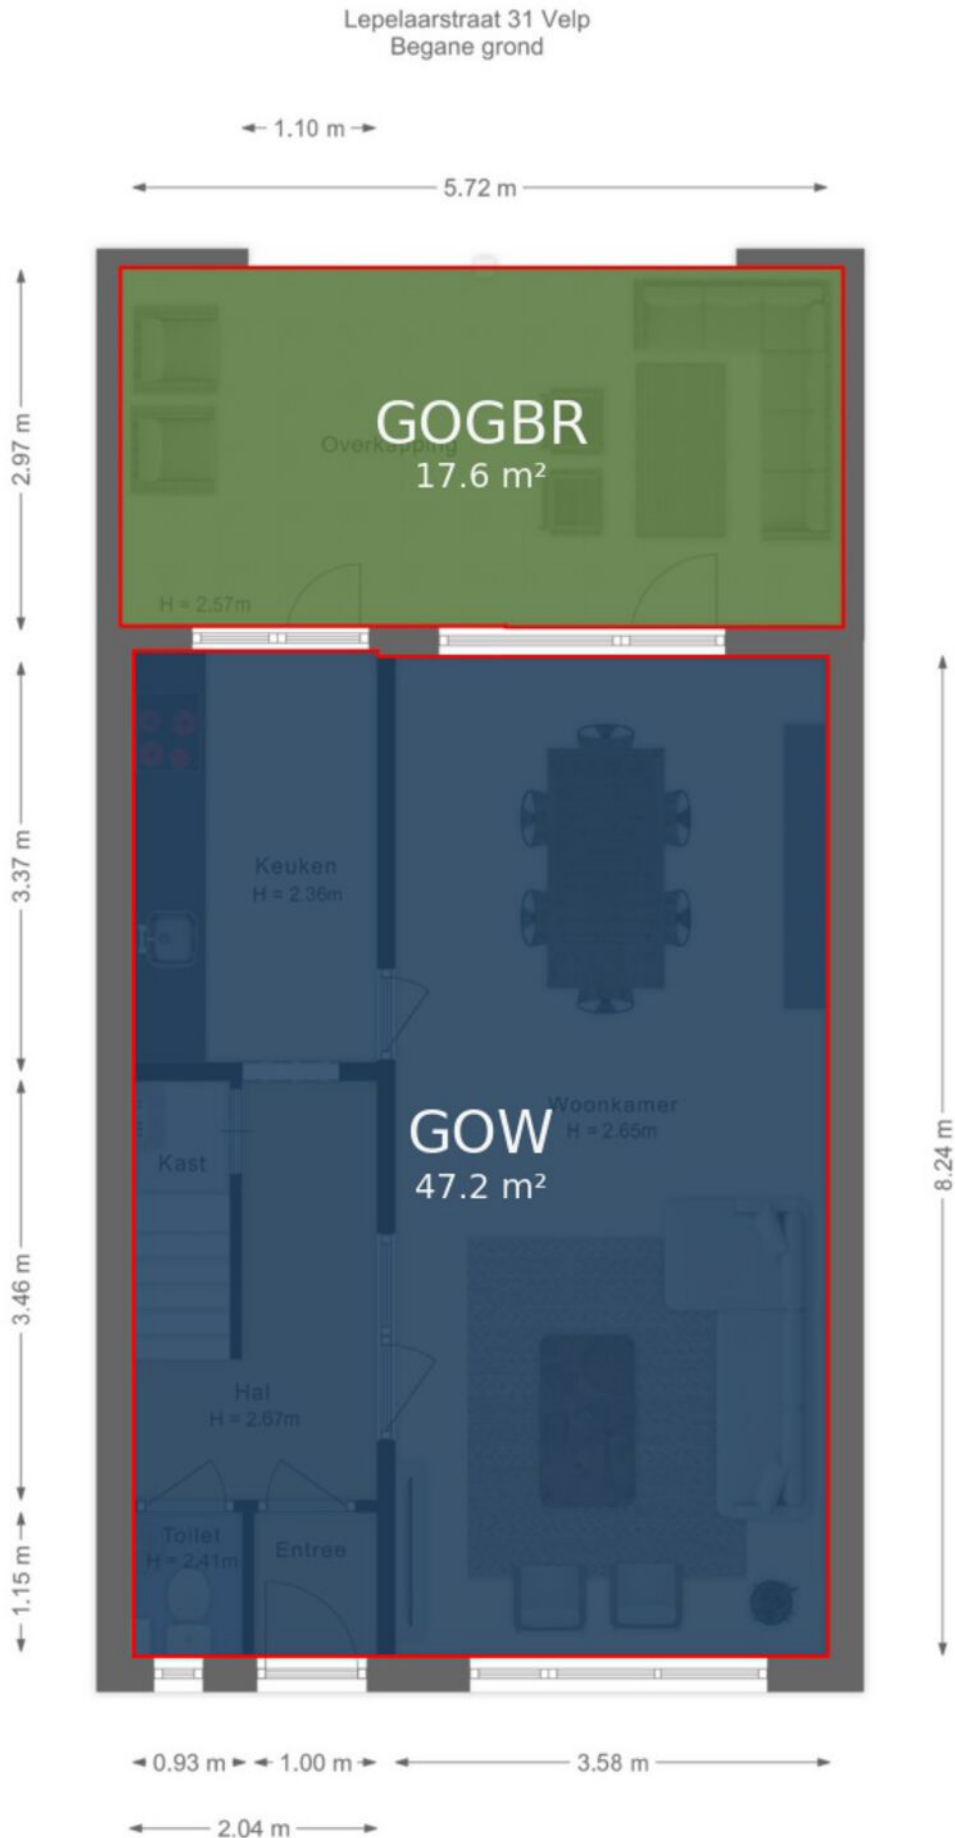 Lepelaarstraat 31 Velp
Begane grond
1.10 m
5.72 m
2.97 m
GOGBR
Overkapping
17.6 m²
H = 2.57m
3.37 m
Keuken
H = 2.36m
8.24 m
Woonkamer
H = 2.65m
GOW
47.2 m²
Kast
3.46 m
Hal
H = 2.67m
1.15 m
Toilet
H = 2.41m
Entree
0.93 m
1.00 m
3.58 m
2.04 m